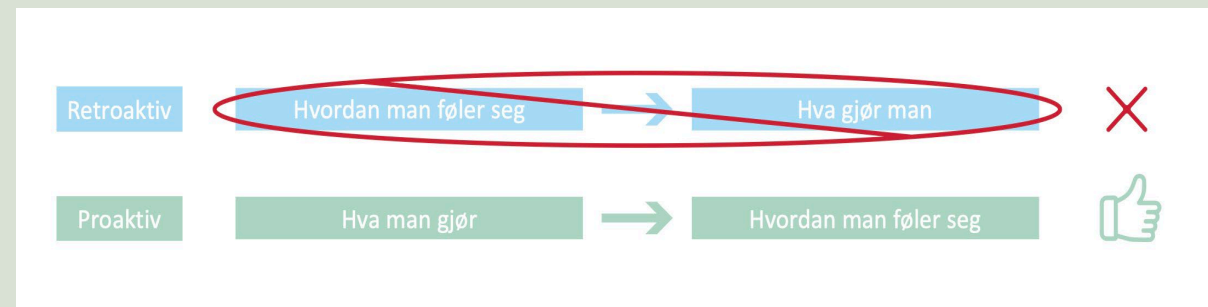 Retroaktiv Hvordan man føler seg Hva gjør man
Proaktiv Hva man gjør Hvordan man føler seg